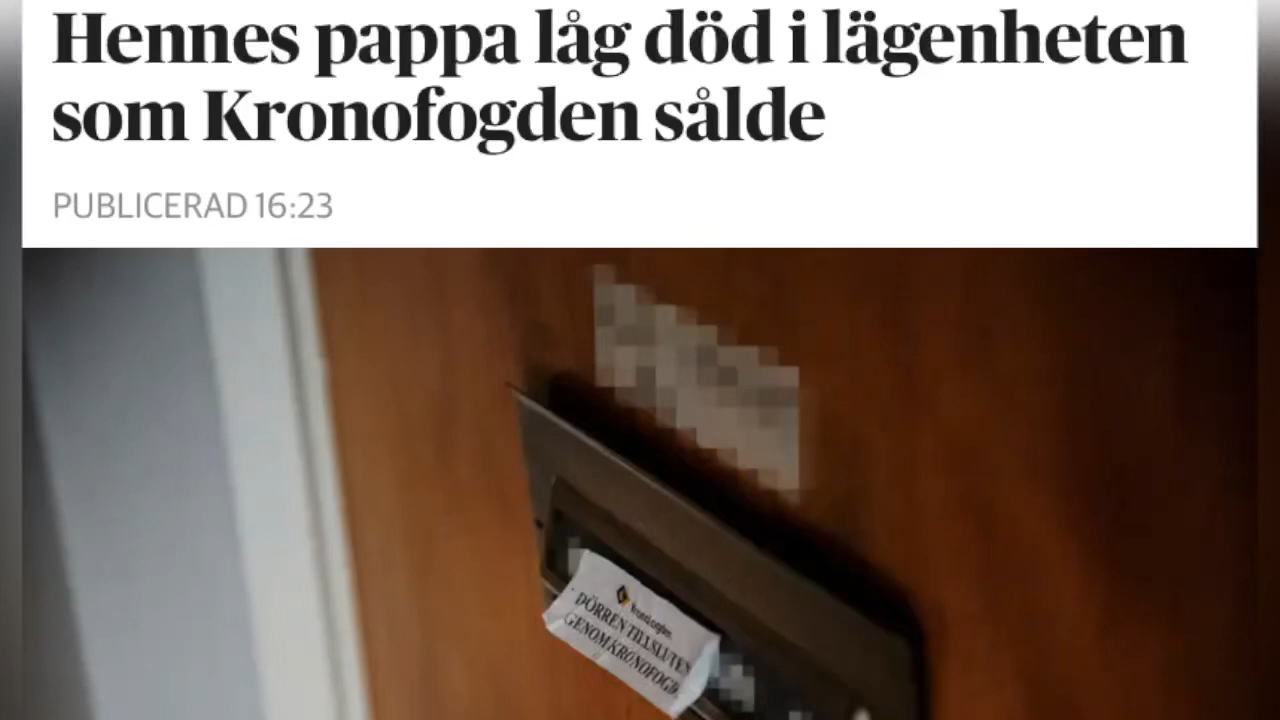 Hennes pappa låg död i lägenheten
som Kronofogden sålde
PUBLICERAD 16:23
Kronofogden
DÖRREN TILLSLUTEN
GENOM KRONOFOGD